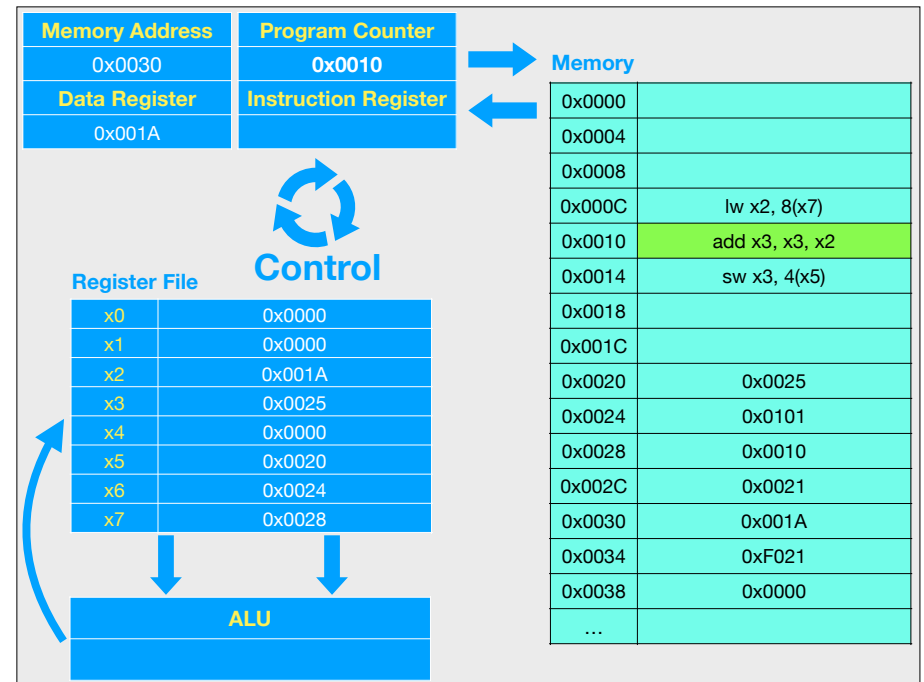 Memory Address Program Counter
0x0030 0x0010
Data Register Instruction Register
0x001A
Control
Register File
x0 0x0000
x1 0x0000
x2 0x001A
x3 0x0025
x4 0x0000
x5 0x0020
x6 0x0024
x7 0x0028
ALU
Memory
0x0000
0x0004
0x0008
0x000C lw x2, 8(x7)
0x0010 add x3, x3, x2
0x0014 sw x3, 4(x5)
0x0018
0x001C
0x0020 0x0025
0x0024 0x0101
0x0028 0x0010
0x002C 0x0021
0x0030 0x001A
0x0034 0xF021
0x0038 0x0000
…